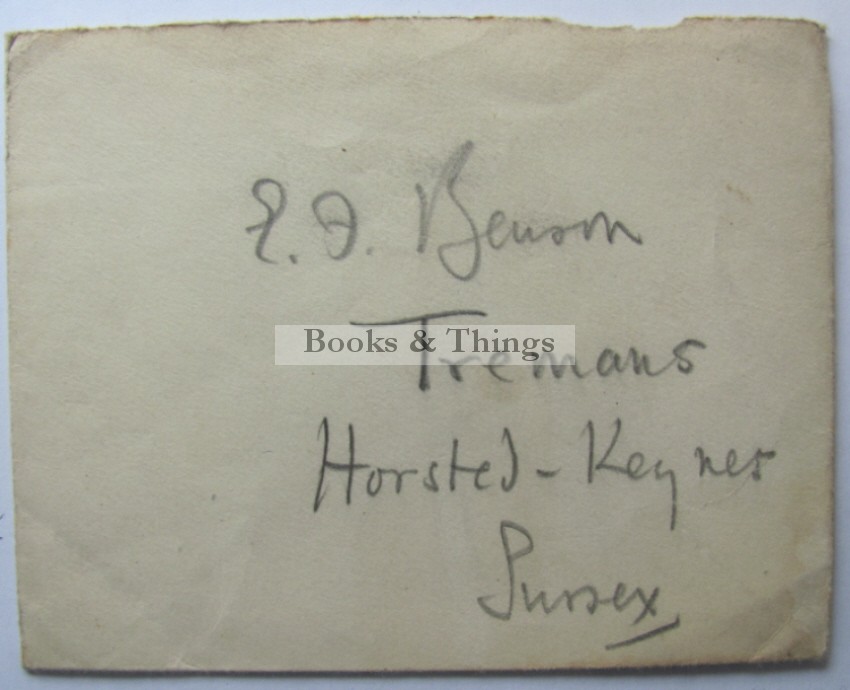 E. F. Benson
Books & Things
Tremans
Horsted-Keynes
Sussex